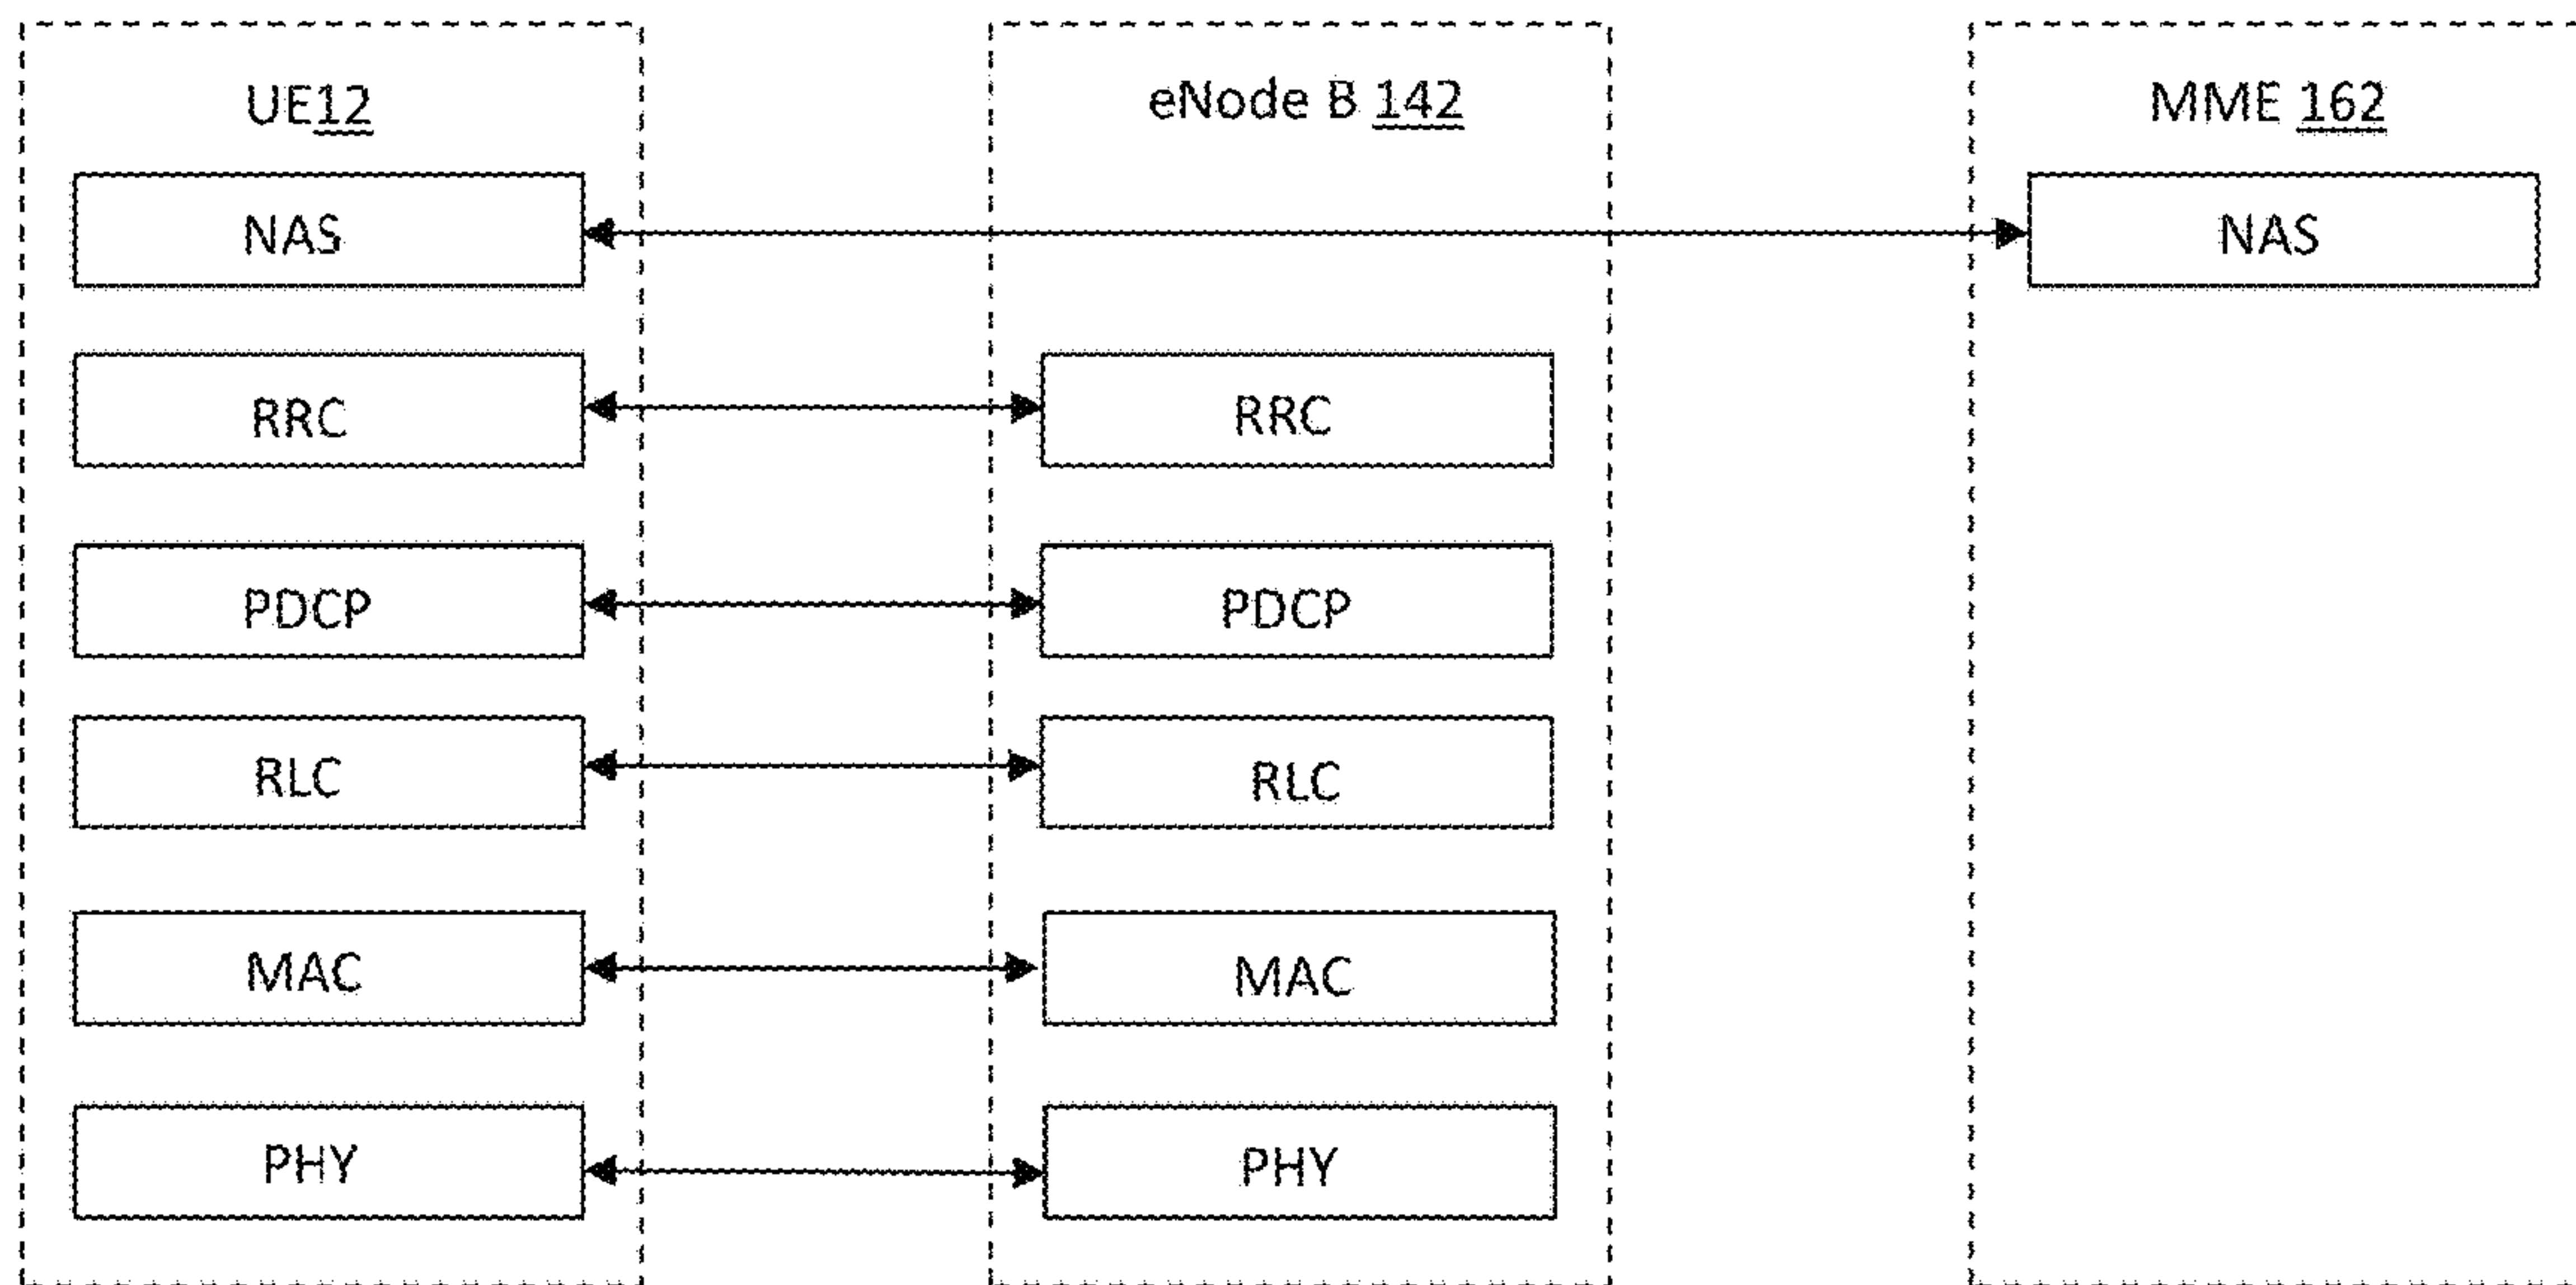 UE12
eNode B 142
MME 162
NAS
NAS
RRC
RRC
PDCP
PDCP
RLC
RLC
MAC
MAC
PHY
PHY